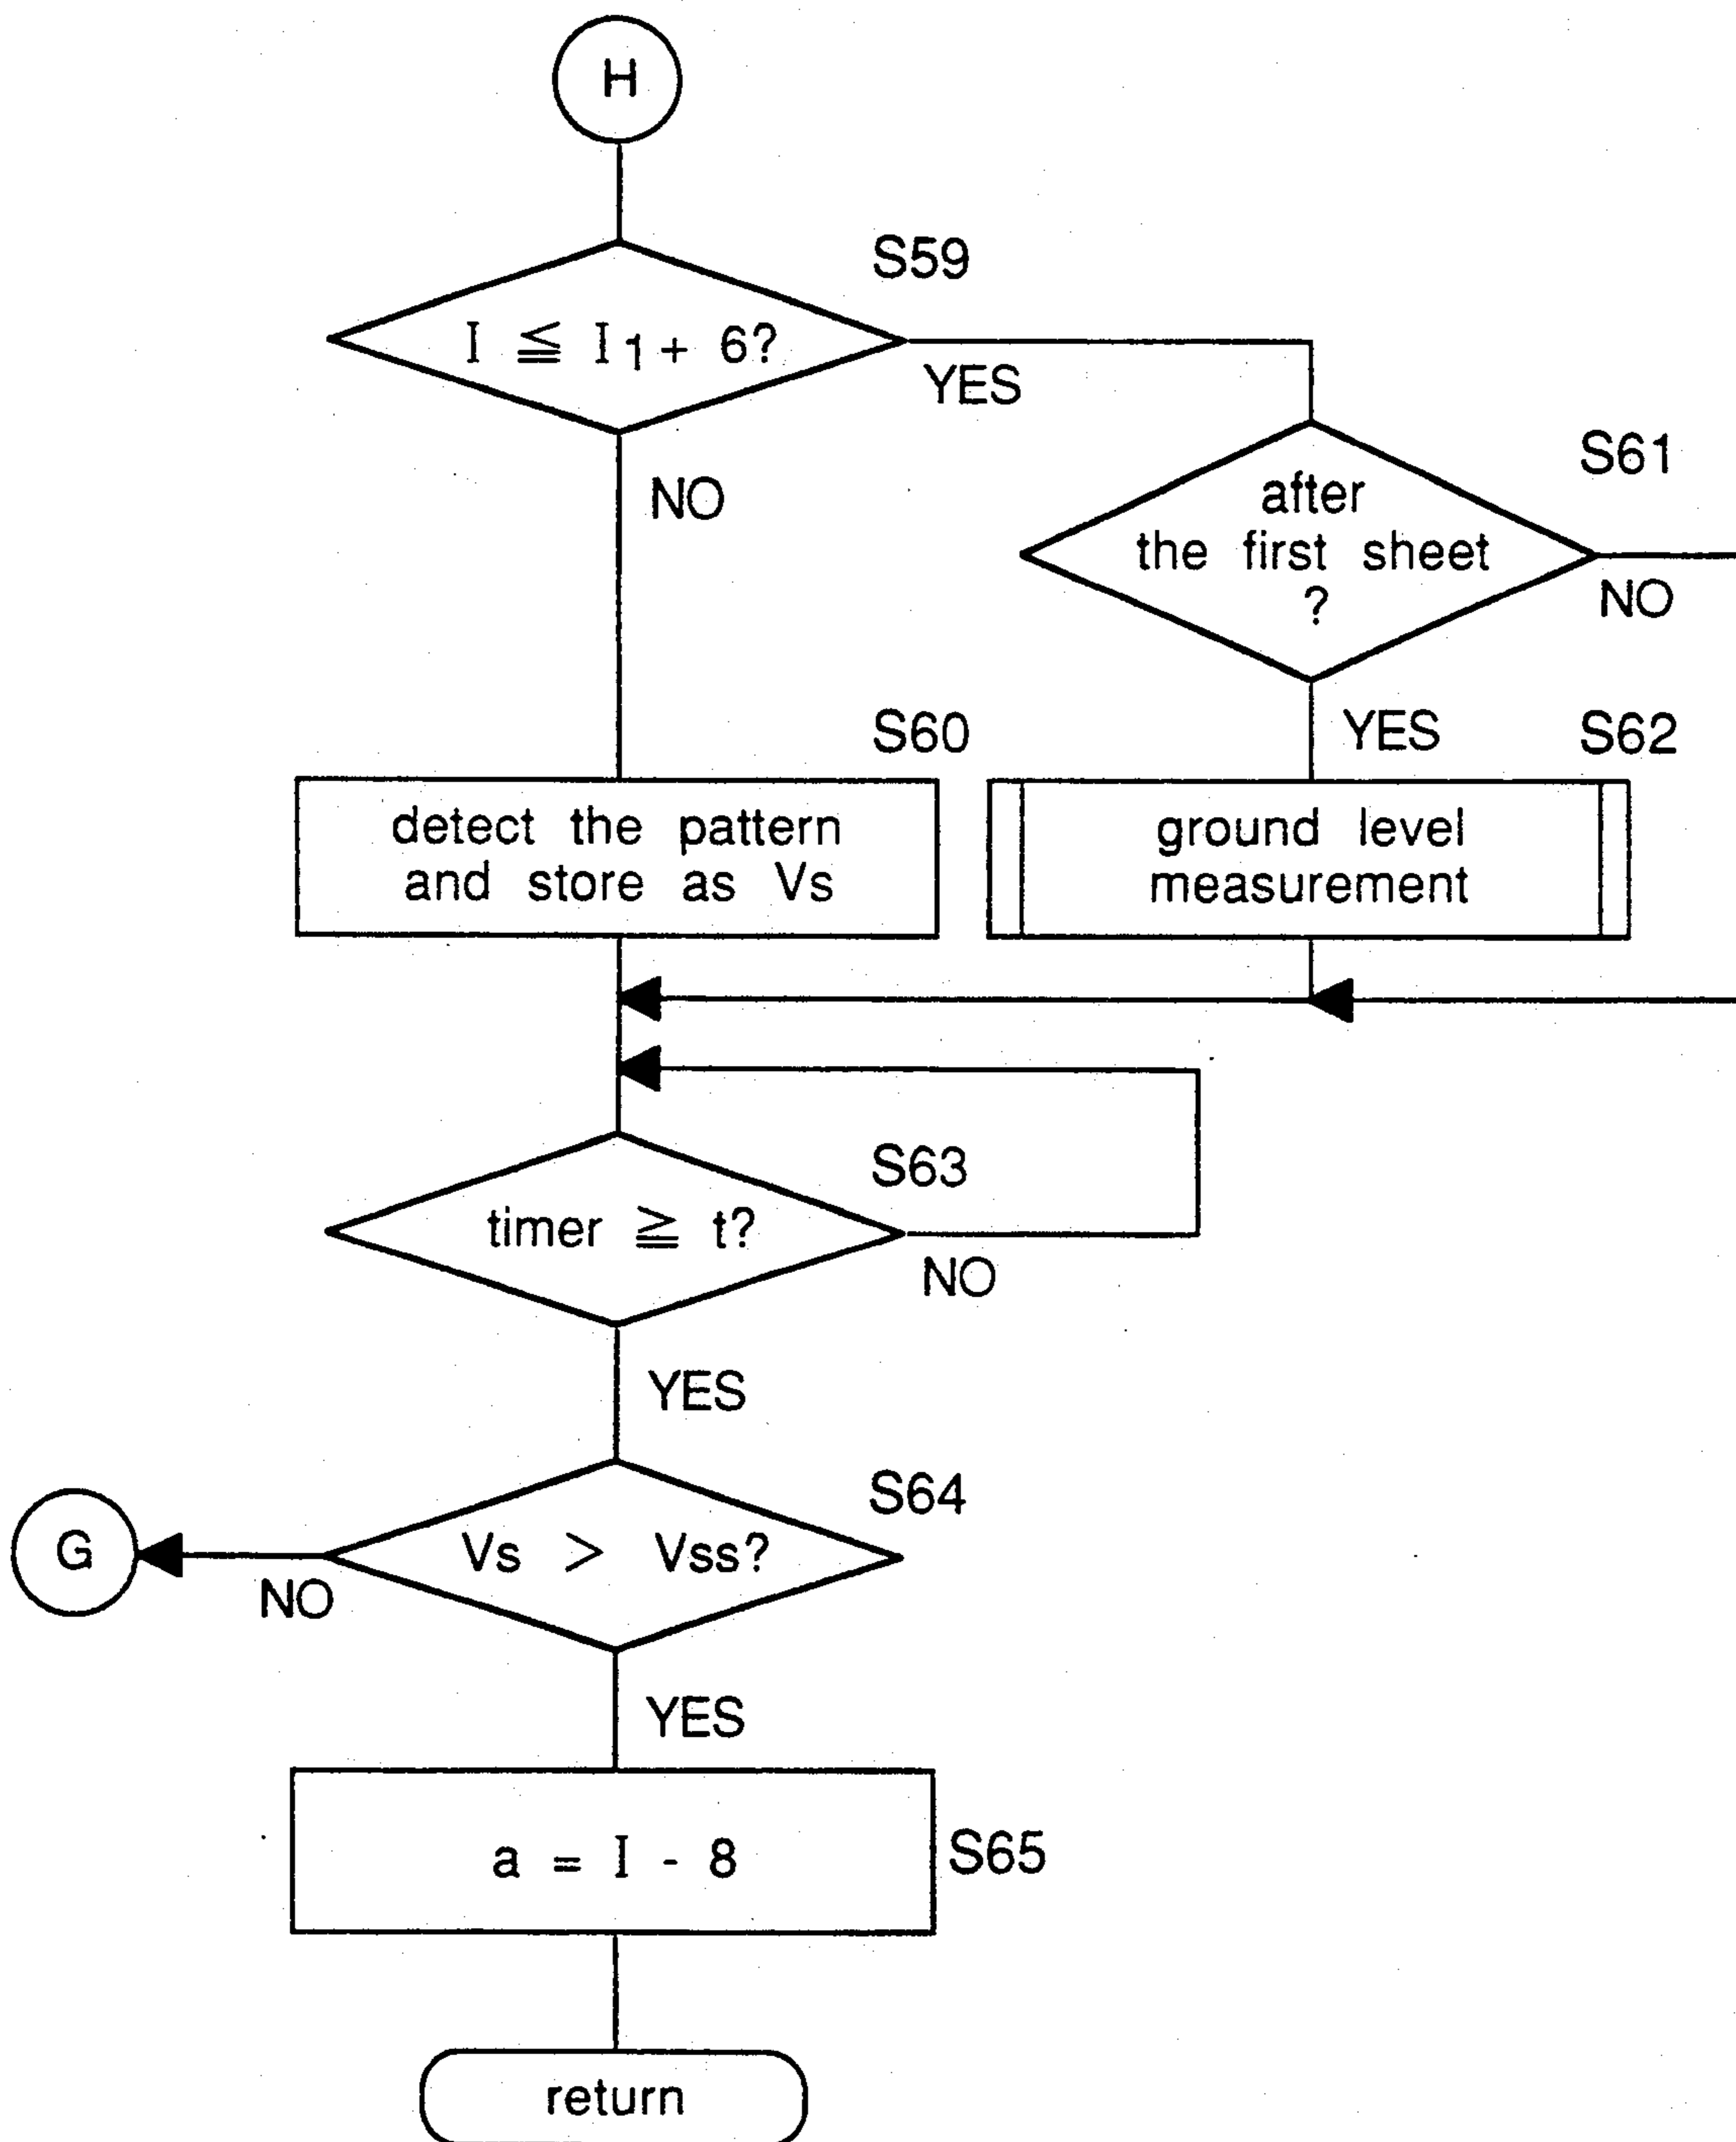 H
S59
I ≦ I1 + 6?
YES
NO
S61
after
the first sheet
?
NO
YES
S60
S62
detect the pattern
and store as Vs
ground level
measurement
S63
timer ≧ t?
NO
YES
S64
G
Vs > Vss?
NO
YES
a = I - 8
S65
return